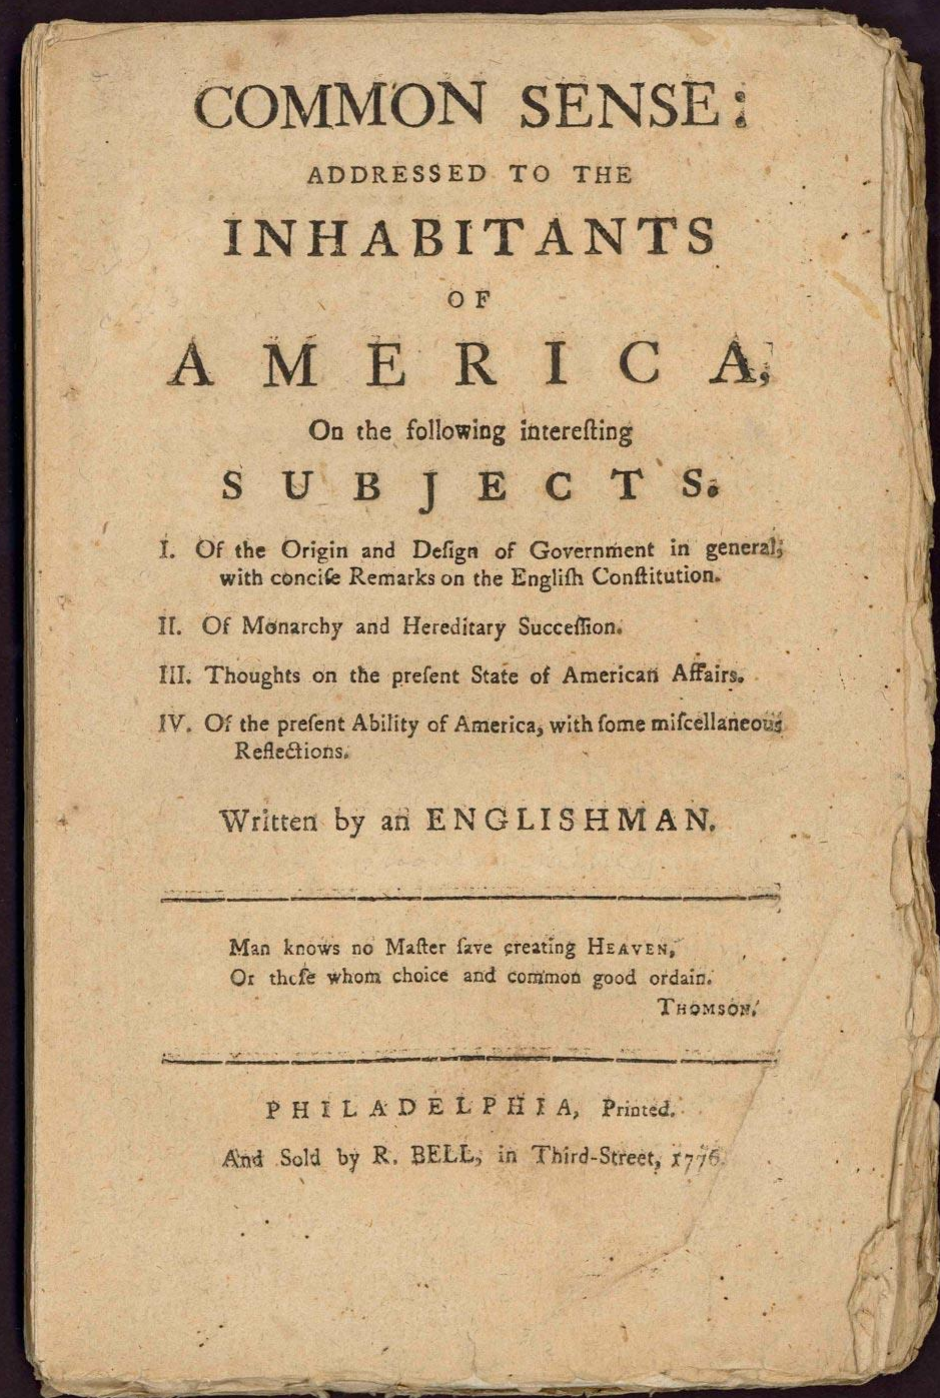 COMMON SENSE:
ADDRESSED TO THE
INHABITANTS
OF
AMERICA,
On the following intereſting
SUBJECTS.
I. Of the Origin and Deſign of Government in general;
with conciſe Remarks on the Engliſh Conſtitution.
II. Of Monarchy and Hereditary Succeſſion.
III. Thoughts on the preſent State of American Affairs.
IV. Of the preſent Ability of America, with ſome miſcellaneous
Reflections.
Written by an ENGLISHMAN.
Man knows no Maſter ſave creating HEAVEN,
Or thoſe whom choice and common good ordain.
THOMSON.
PHILADELPHIA, Printed.
And Sold by R. BELL, in Third-Street, 1776.